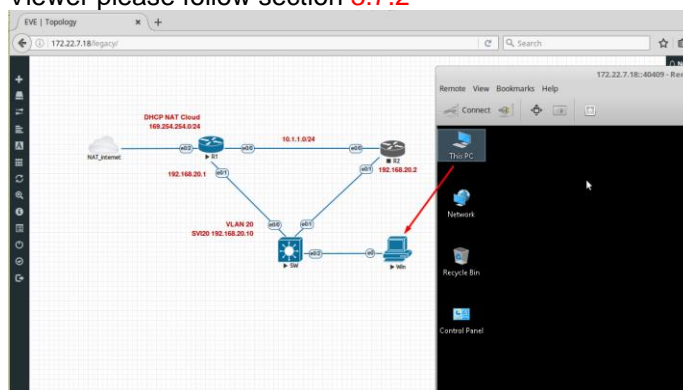 Viewer please follow section
EVE | Topology
172.22.7.18/legacy/
Search
172.22.7.18::40409 - Re
Remote View Bookmarks Help
Connect
DHCP NAT Cloud
169.254.254.0/24
10.1.1.0/24
NAT_Internet
e0/2
R1
e0/0
e0/0
R2
This PC
192.168.20.1
e0/1
e0/1
192.168.20.2
Network
VLAN 20
SVI20 192.168.20.10
e0/0
e0/1
SW
e0/2
e0
Win
Recycle Bin
Control Panel